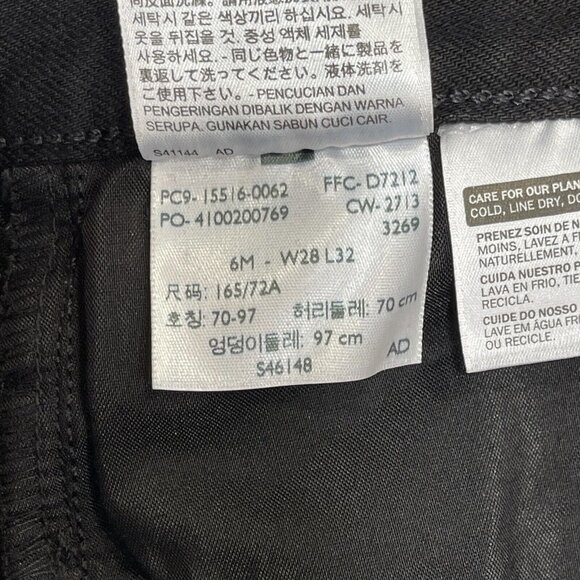 세탁시 같은 색상끼리 하십시오. 세탁시
옷을 뒤집을 것. 중성 액체 세제를
사용하세요. - 同じ色物と一緒に製品を
裏返して洗ってください。液体洗剤を
ご使用下さい。 - PENCUCIAN DAN
PENGERINGAN DIBALIK DENGAN WARNA
SERUPA. GUNAKAN SABUN CUCI CAIR.
S41144 AD
PC9- 15516-0062 FFC- D7212
PO- 4100200769 CW- 2713
3269
6M - W28 L32
尺码: 165/72A
호칭: 70-97 허리둘레: 70 cm
엉덩이둘레: 97 cm
S46148 AD
CARE FOR OUR PLAN
COLD, LINE DRY, DO
PRENEZ SOIN DE N
MOINS, LAVEZ À F
NATURELLEMENT,
CUIDA NUESTRO P
LAVA EN FRIO, TIE
RECICLA.
CUIDE DO NOSSO
LAVE EM ÁGUA FRI
OU RECICLE.